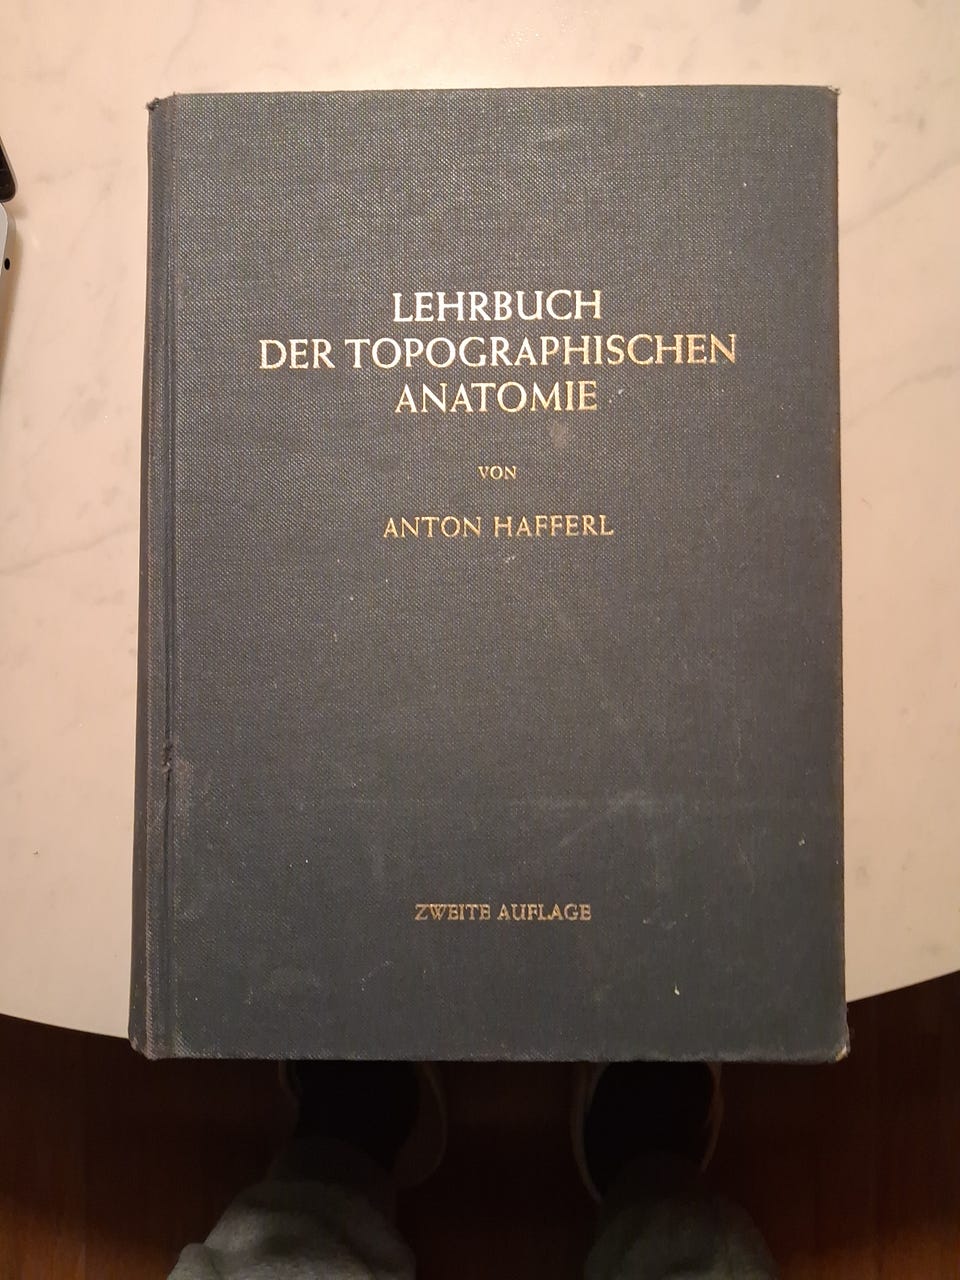 LEHRBUCH
DER TOPOGRAPHISCHEN
ANATOMIE
VON
ANTON HAFFERL
ZWEITE AUFLAGE